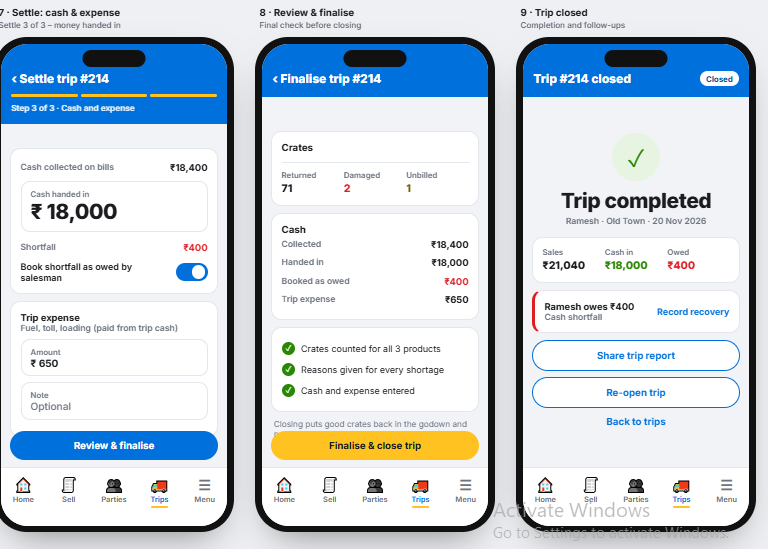 7 · Settle: cash & expense
Settle 3 of 3 – money handed in
‹ Settle trip #214
Step 3 of 3 · Cash and expense
Cash collected on bills ₹18,400
Cash handed in
₹ 18,000
Shortfall ₹400
Book shortfall as owed by
salesman
Trip expense
Fuel, toll, loading (paid from trip cash)
Amount
₹ 650
Note
Optional
Review & finalise
Home Sell Parties Trips Menu
8 · Review & finalise
Final check before closing
‹ Finalise trip #214
Crates
Returned Damaged Unbilled
71 2 1
Cash
Collected ₹18,400
Handed in ₹18,000
Booked as owed ₹400
Trip expense ₹650
Crates counted for all 3 products
Reasons given for every shortage
Cash and expense entered
Closing puts good crates back in the godown and
Finalise & close trip
Home Sell Parties Trips Menu
9 · Trip closed
Completion and follow-ups
Trip #214 closed Closed
Trip completed
Ramesh · Old Town · 20 Nov 2026
Sales Cash in Owed
₹21,040 ₹18,000 ₹400
Ramesh owes ₹400
Cash shortfall
Record recovery
Share trip report
Re-open trip
Back to trips
Home Sell Parties Trips Menu
Activate Windows
Go to Settings to activate Windows.